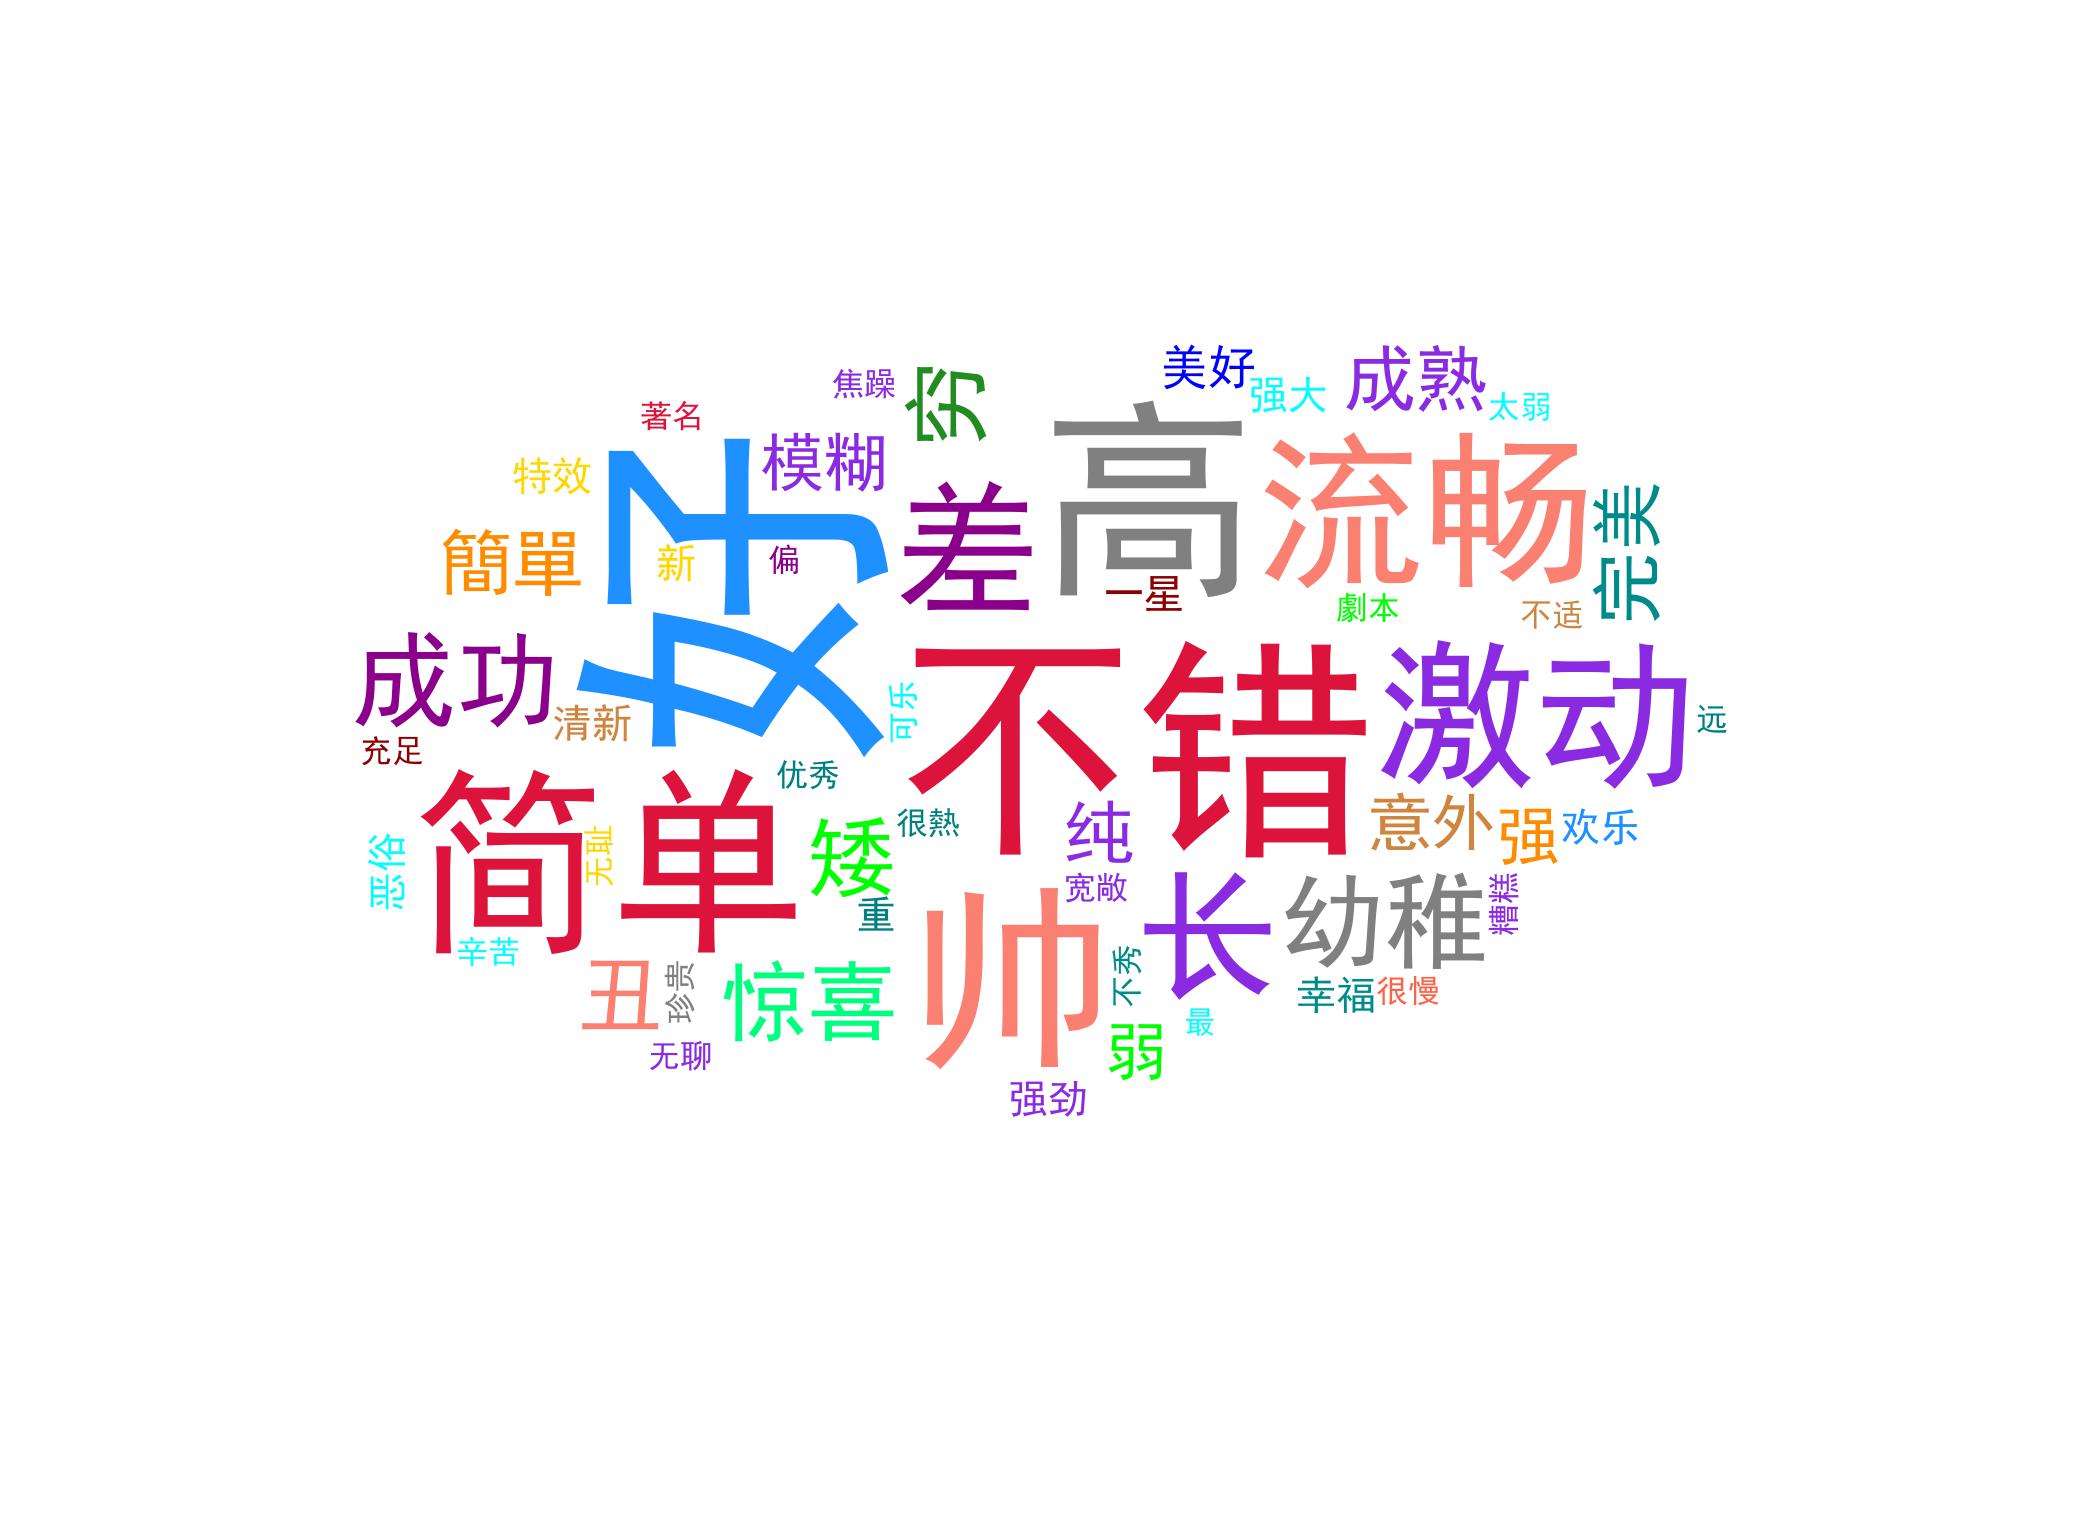 美好
成熟
焦躁
穷
强大
太弱
著名
高
模糊
流畅
特效
好
差
完美
簡單
新
偏
一星
劇本
不适
成功
清新
可乐
不错
激动
远
充足
优秀
简单
很熱
纯
意外
强
欢乐
恶俗
无耻
矮
宽敞
重
帅
长
幼稚
糟糕
辛苦
丑
珍贵
惊喜
不秀
幸福
很慢
最
无聊
弱
强劲